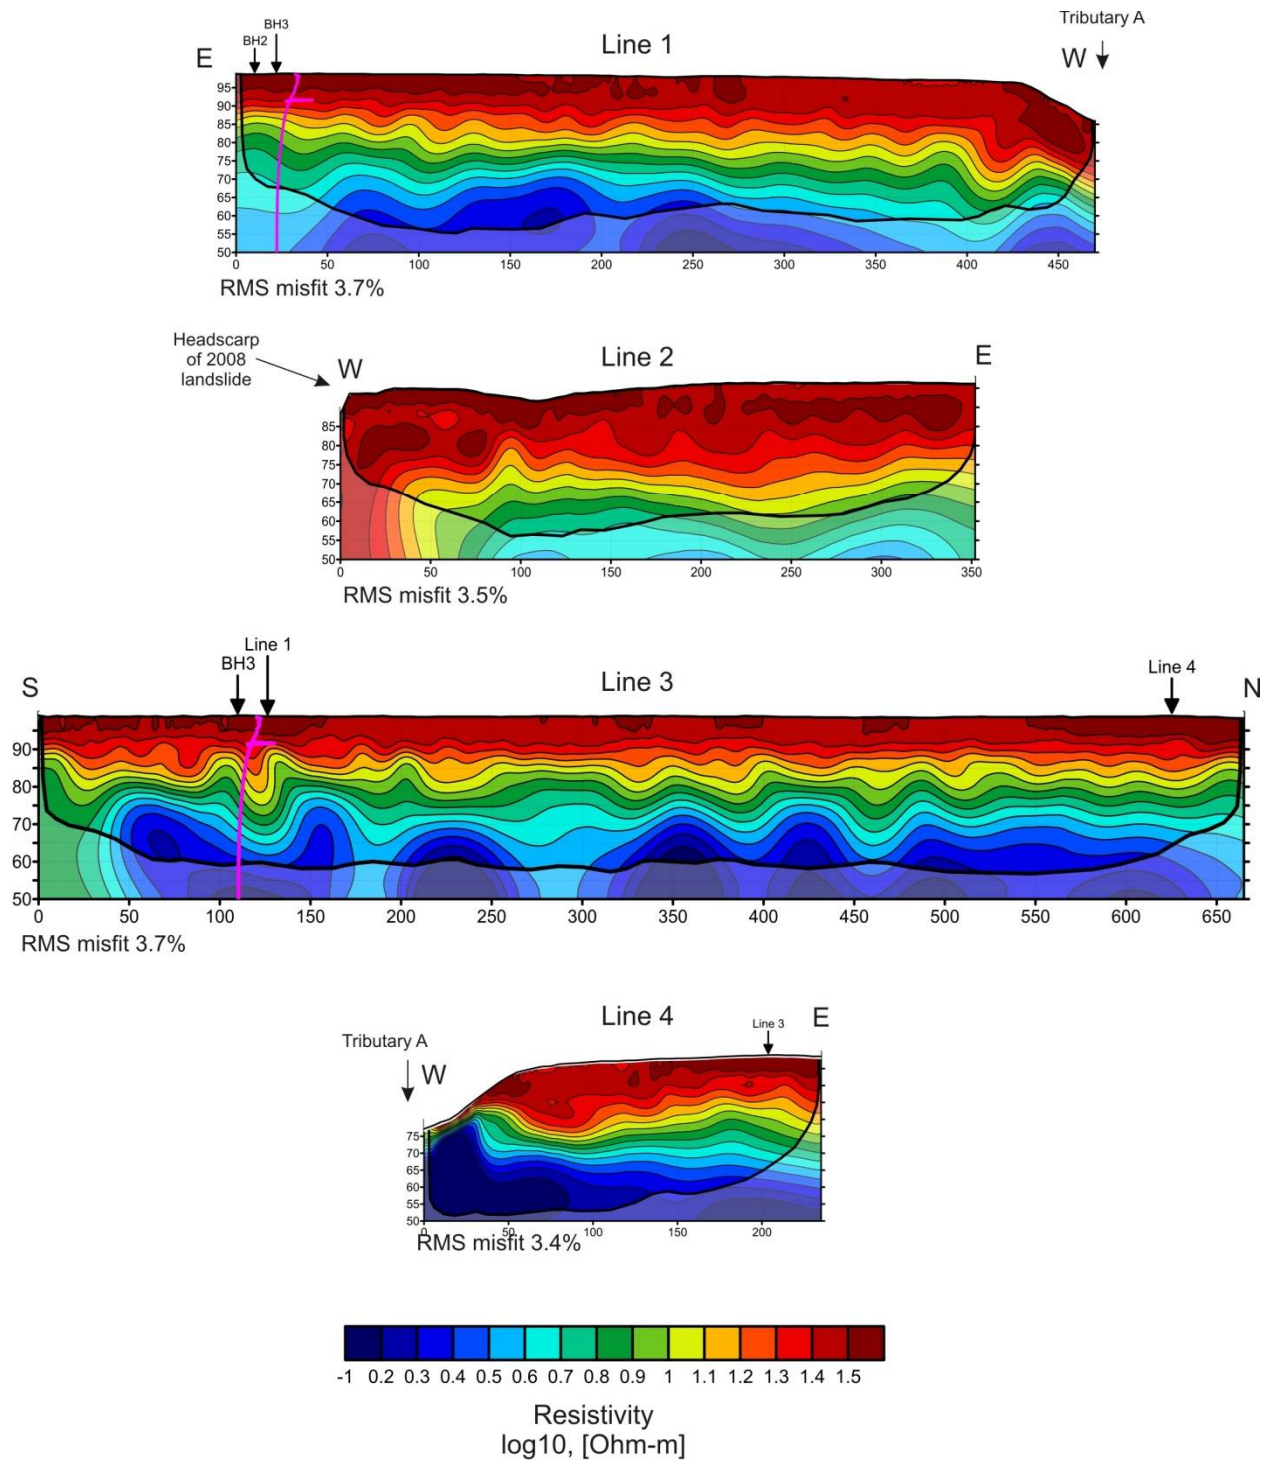 BH3
BH2
E
Line 1
Tributary A
W
95
90
85
80
75
70
65
60
55
50
0 50 100 150 200 250 300 350 400 450
RMS misfit 3.7%
Headscarp
of 2008
landslide
W
Line 2
E
85
80
75
70
65
60
55
50
0 50 100 150 200 250 300 350
RMS misfit 3.5%
Line 1
BH3
S
Line 3
Line 4
N
90
80
70
60
50
0 50 100 150 200 250 300 350 400 450 500 550 600 650
RMS misfit 3.7%
Tributary A
W
Line 4
Line 3
E
75
70
65
60
55
50
0 50 100 150 200
RMS misfit 3.4%
-1 0.2 0.3 0.4 0.5 0.6 0.7 0.8 0.9 1 1.1 1.2 1.3 1.4 1.5
Resistivity
log10, [Ohm-m]